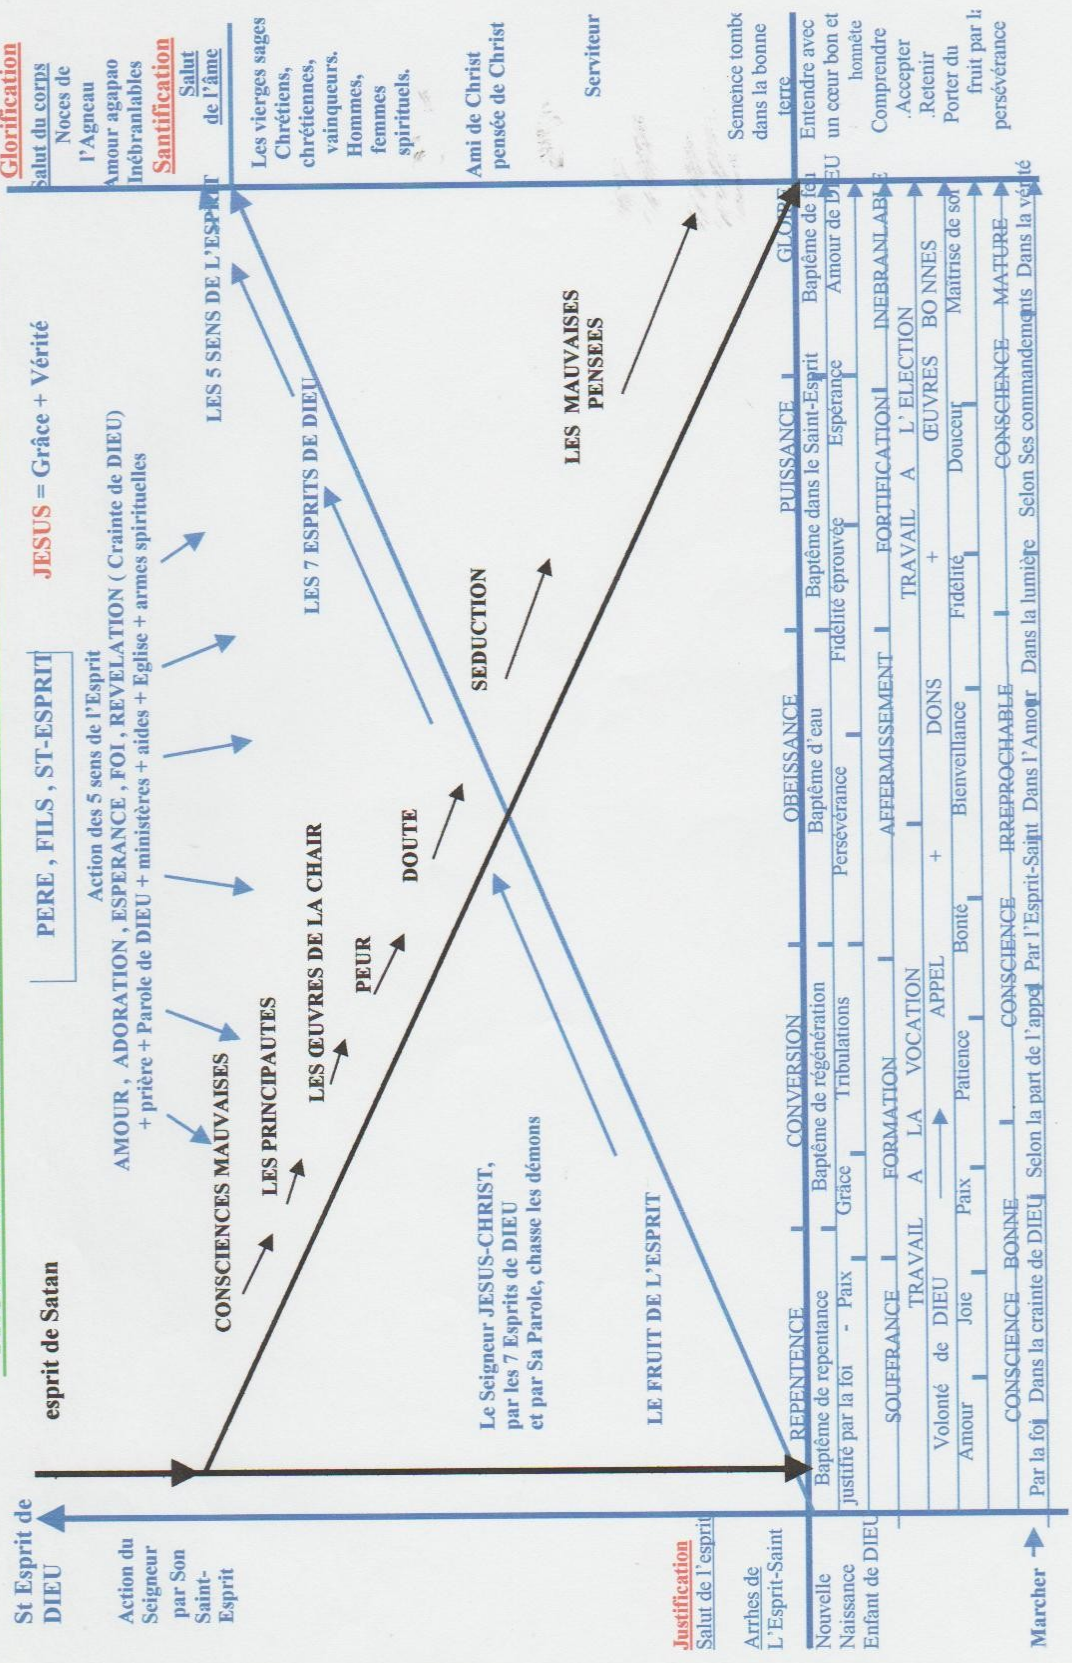 St Esprit de
DIEU
esprit de Satan
PERE , FILS , ST-ESPRIT
JESUS = Grâce + Vérité
Glorification
Salut du corps
Noces de
l'Agneau
Amour agapao
Inébranlables
Santification
Salut
de l'âme
Action du
Seigneur
par Son
Saint-
Esprit
Action des 5 sens de l'Esprit
AMOUR , ADORATION , ESPERANCE , FOI , REVELATION ( Crainte de DIEU)
+ prière + Parole de DIEU + ministères + aides + Eglise + armes spirituelles
CONSCIENCES MAUVAISES
LES PRINCIPAUTES
LES ŒUVRES DE LA CHAIR
PEUR
DOUTE
SEDUCTION
LES MAUVAISES
PENSEES
LES 5 SENS DE L'ESPRIT
LES 7 ESPRITS DE DIEU
Le Seigneur JESUS-CHRIST,
par les 7 Esprits de DIEU
et par Sa Parole, chasse les démons
LE FRUIT DE L'ESPRIT
Les vierges sages
Chrétiens,
chrétiennes,
vainqueurs.
Hommes,
femmes
spirituels.
Ami de Christ
pensée de Christ
Serviteur
Semence tombe
dans la bonne
terre
Entendre avec
un cœur bon et
honnête
Comprendre
.Accepter
.Retenir
Porter du
fruit par la
persévérance
Justification
Salut de l'esprit
Arrhes de
L'Esprit-Saint
Nouvelle
Naissance
Enfant de DIEU
REPENTENCE CONVERSION OBEISSANCE PUISSANCE GLOIRE
Baptême de repentance Baptême de régénération Baptême d'eau Baptême dans le Saint-Esprit Baptême de feu
justifié par la foi - Paix Grâce Tribulations Persévérance Fidélité éprouvée Espérance Amour de DIEU
SOUFFRANCE FORMATION AFFERMISSEMENT FORTIFICATION INEBRANLABLE
TRAVAIL A LA VOCATION TRAVAIL A L' ELECTION
Volonté de DIEU APPEL + DONS + ŒUVRES BO NNES
Amour Joie Paix Patience Bonté Bienveillance Fidélité Douceur Maîtrise de soi
CONSCIENCE BONNE CONSCIENCE IRREPROCHABLE CONSCIENCE MATURE
Marcher Par la foi Dans la crainte de DIEU Selon la part de l'appel Par l'Esprit-Saint Dans l'Amour Dans la lumière Selon Ses commandements Dans la vérité